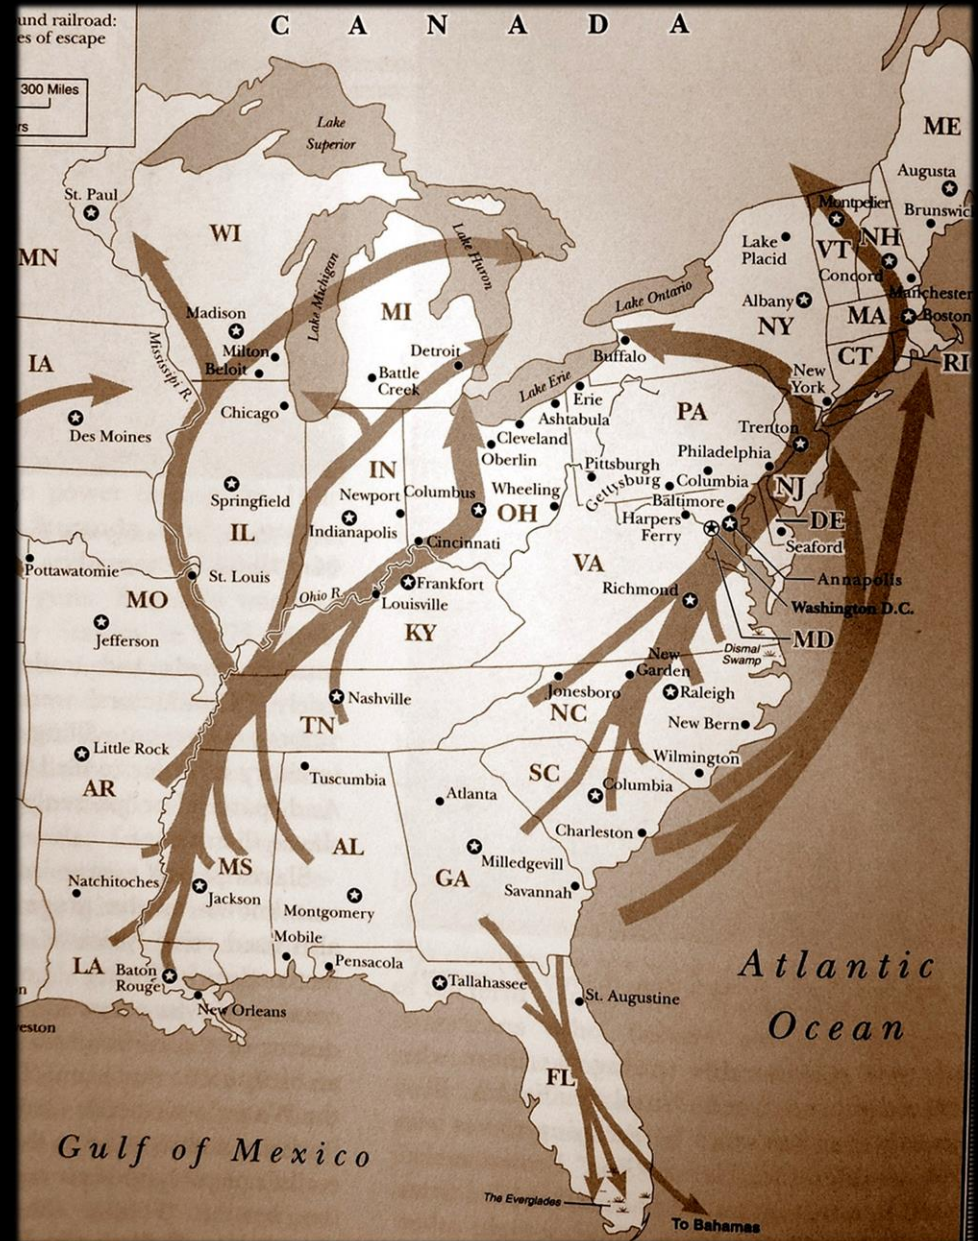 C A N A D A
und railroad:
es of escape
300 Miles
rs
Lake
Superior
ME
Augusta
St. Paul
Brunswic
Montpelier
WI
Lake Huron
VT
NH
Lake
Placid
MN
Lake Michigan
Concord
Lake Ontario
Manchester
Albany
Madison
MI
NY
MA
Boston
Mississipi R.
Milton
Detroit
Buffalo
CT
RI
IA
Beloit
Battle
Creek
Lake Erie
New
York
Erie
Chicago
Ashtabula
PA
Des Moines
Cleveland
Trenton
Oberlin
Philadelphia
IN
Pittsburgh
Gettysburg
Columbia
NJ
Springfield
Newport
Columbus
Wheeling
Baltimore
Indianapolis
OH
Harpers
Ferry
DE
IL
Seaford
Cincinnati
Pottawatomie
St. Louis
VA
Annapolis
MO
Ohio R.
Frankfort
Richmond
Washington D.C.
Louisville
Jefferson
KY
MD
Dismal
Swamp
New
Garden
Jonesboro
Raleigh
Nashville
TN
NC
New Bern
Little Rock
Wilmington
AR
Tuscumbia
SC
Columbia
Atlanta
Charleston
AL
MS
Milledgevill
Natchitoches
GA
Savannah
Jackson
Montgomery
Mobile
Atlantic
Ocean
LA
Baton
Rouge
Pensacola
Tallahassee
n
New Orleans
St. Augustine
eston
FL
Gulf of Mexico
The Everglades
To Bahamas